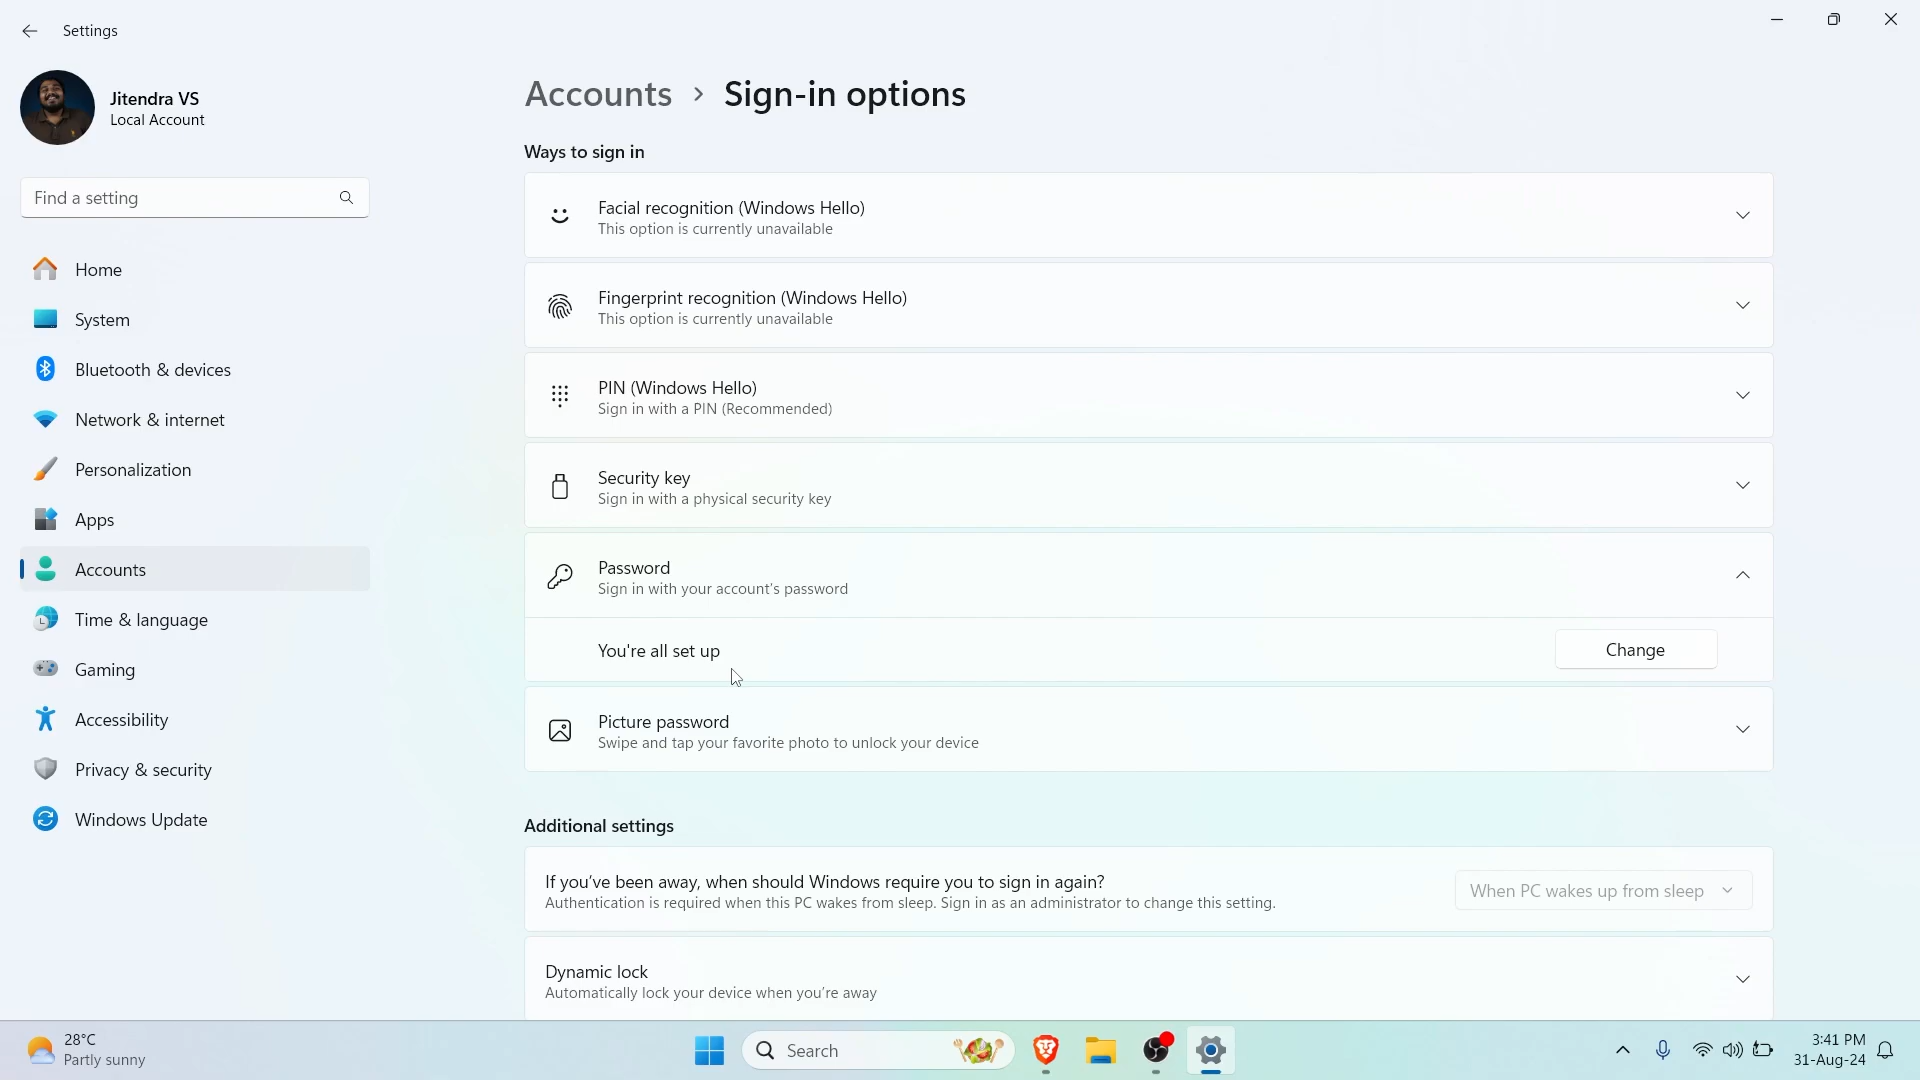 Settings
Jitendra VS
Local Account
Find a setting
Home
System
Bluetooth & devices
Network & internet
Personalization
Apps
Accounts
Time & language
Gaming
Accessibility
Privacy & security
Windows Update
Accounts > Sign-in options
Ways to sign in
Facial recognition (Windows Hello)
This option is currently unavailable
Fingerprint recognition (Windows Hello)
This option is currently unavailable
PIN (Windows Hello)
Sign in with a PIN (Recommended)
Security key
Sign in with a physical security key
Password
Sign in with your account's password
You're all set up
Change
Picture password
Swipe and tap your favorite photo to unlock your device
Additional settings
If you've been away, when should Windows require you to sign in again?
Authentication is required when this PC wakes from sleep. Sign in as an administrator to change this setting.
When PC wakes up from sleep
Dynamic lock
Automatically lock your device when you're away
28°C
Partly sunny
Search
3:41 PM
31-Aug-24